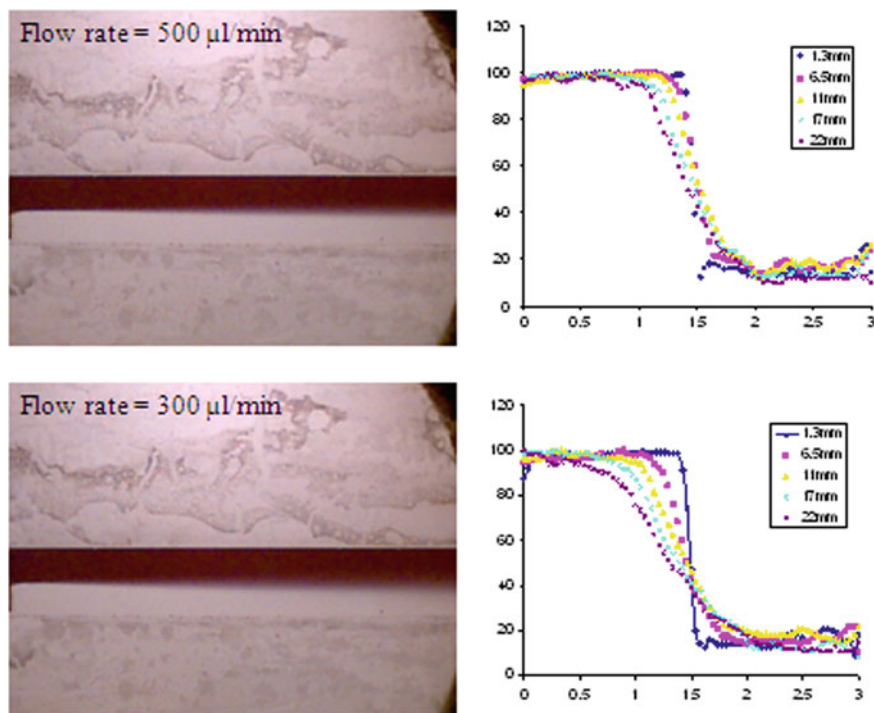 Flow rate = 500 µl/min
120
100
80
60
40
20
0
0 0.5 1 1.5 2 2.5 3
1.3mm
6.5mm
11mm
17mm
22mm
Flow rate = 300 µl/min
120
100
80
60
40
20
0
0 0.5 1 1.5 2 2.5 3
1.3mm
6.5mm
11mm
17mm
22mm